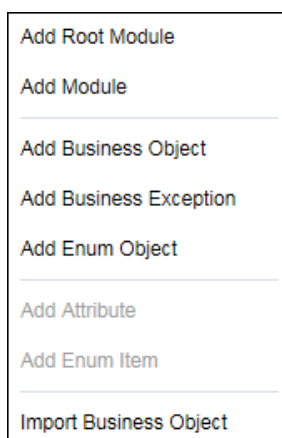 Add Root Module
Add Module
Add Business Object
Add Business Exception
Add Enum Object
Add Attribute
Add Enum Item
Import Business Object